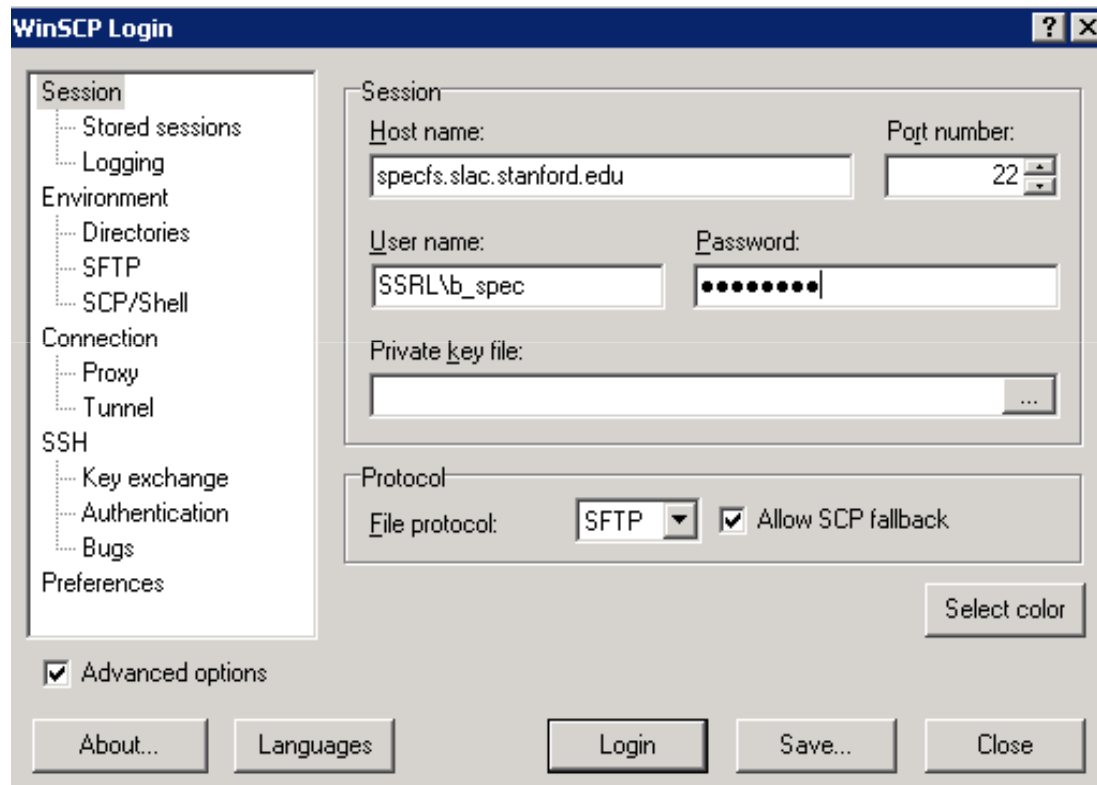 WinSCP Login
Session
Stored sessions
Logging
Environment
Directories
SFTP
SCP/Shell
Connection
Proxy
Tunnel
SSH
Key exchange
Authentication
Bugs
Preferences
Session
Host name:
Port number:
specfs.slac.stanford.edu
22
User name:
Password:
SSRL\b_spec
●●●●●●●●
Private key file:
...
Protocol
File protocol:
SFTP
Allow SCP fallback
Select color
Advanced options
About...
Languages
Login
Save...
Close